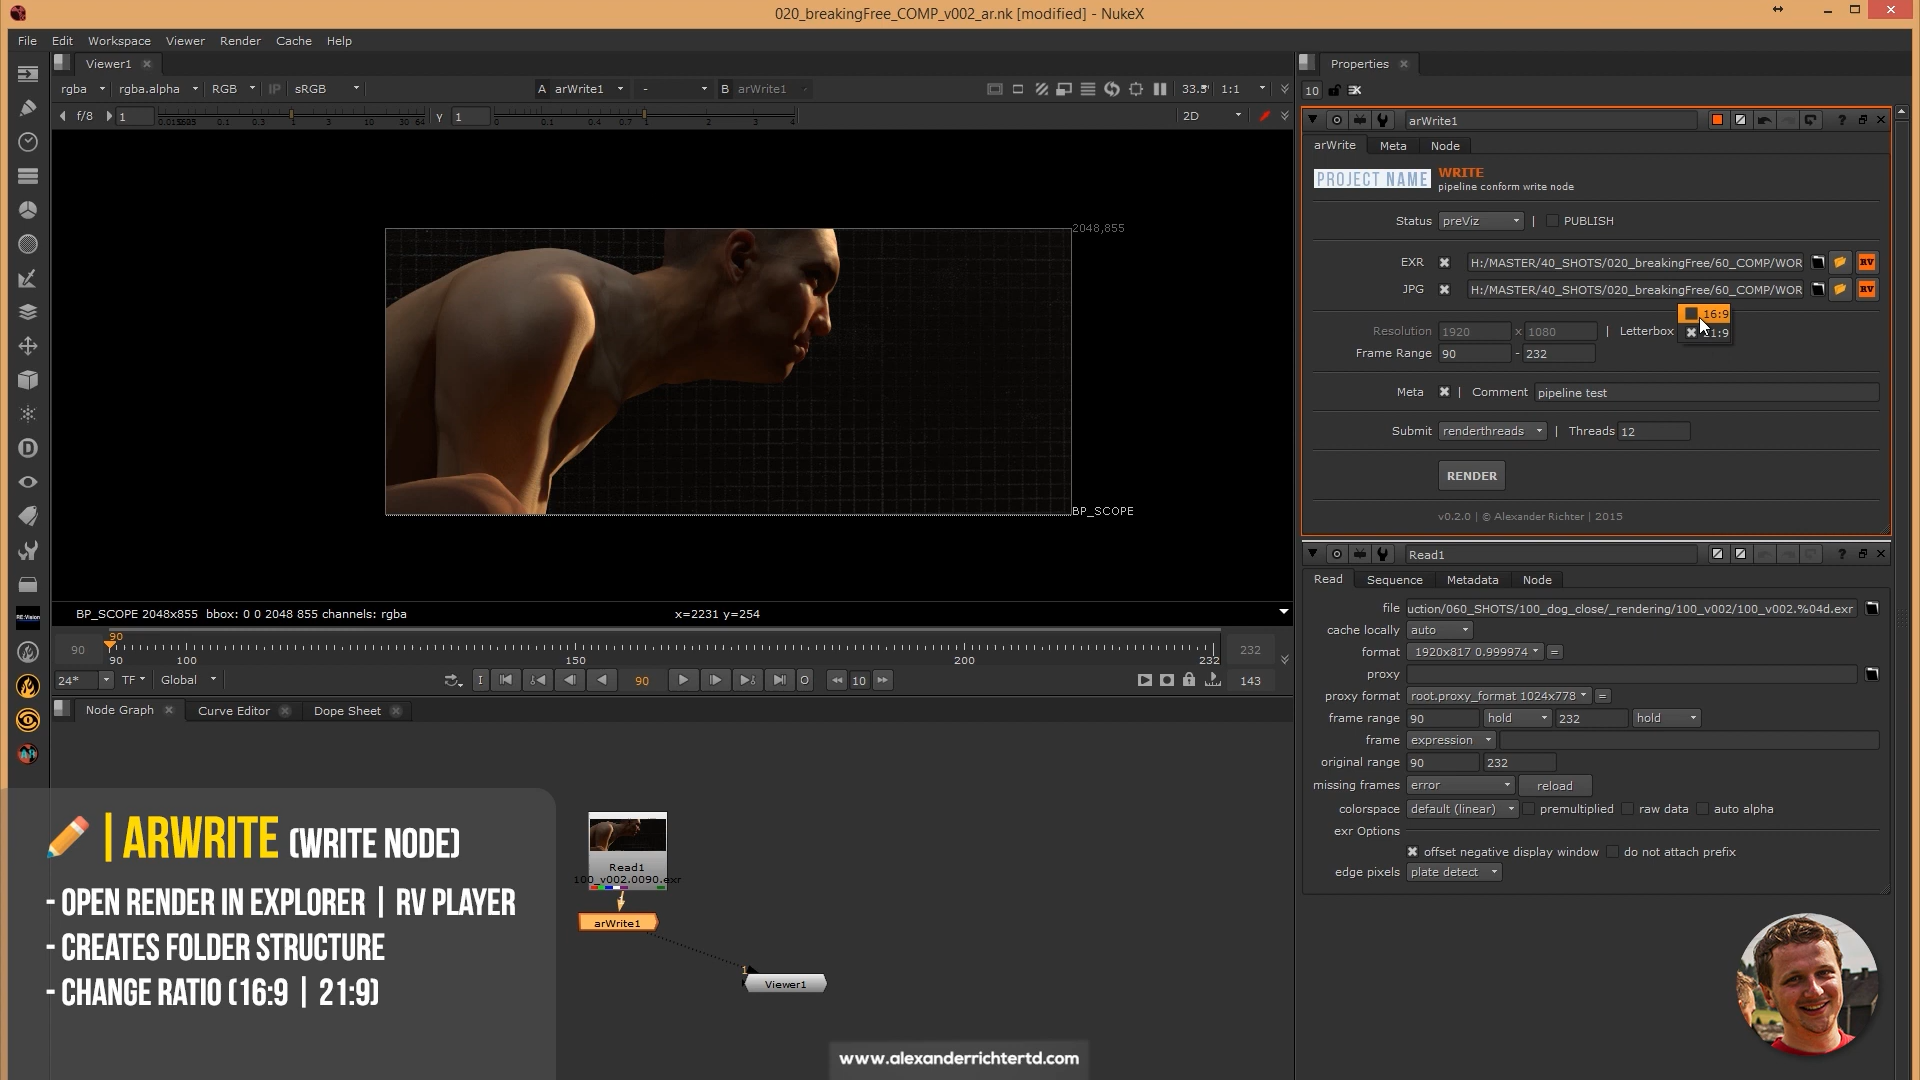 020_breakingFree_COMP_v002_ar.nk [modified] - NukeX
File Edit Workspace Viewer Render Cache Help
Viewer1
rgba rgba.alpha RGB IP sRGB A arWrite1 - B arWrite1 1:1
f/8 1 Y 1 2D
2048,855
BP_SCOPE
BP_SCOPE 2048x855 bbox: 0 0 2048 855 channels: rgba x=2231 y=254
90
90 232
90 100 150 200 232
24* TF Global I 90 O 10 143
Node Graph Curve Editor Dope Sheet
Read1
100_v002.0090.exr
arWrite1
1
Viewer1
| ARWRITE (WRITE NODE)
- OPEN RENDER IN EXPLORER | RV PLAYER
- CREATES FOLDER STRUCTURE
- CHANGE RATIO (16:9 | 21:9)
www.alexanderrichtertd.com
Properties
10
arWrite1 ?
arWrite Meta Node
PROJECT NAME WRITE
pipeline conform write node
Status preViz | PUBLISH
EXR H:/MASTER/40_SHOTS/020_breakingFree/60_COMP/WOR RV
JPG H:/MASTER/40_SHOTS/020_breakingFree/60_COMP/WOR RV
16:9
Resolution 1920 x 1080 | Letterbox
Frame Range 90 - 232
Meta | Comment pipeline test
Submit renderthreads | Threads 12
RENDER
v0.2.0 | © Alexander Richter | 2015
Read1 ?
Read Sequence Metadata Node
file uction/060_SHOTS/100_dog_close/_rendering/100_v002/100_v002.%04d.exr
cache locally auto
format 1920x817 0.999974 =
proxy
proxy format root.proxy_format 1024x778 =
frame range 90 hold 232 hold
frame expression
original range 90 232
missing frames error reload
colorspace default (linear) premultiplied raw data auto alpha
exr Options
offset negative display window do not attach prefix
edge pixels plate detect